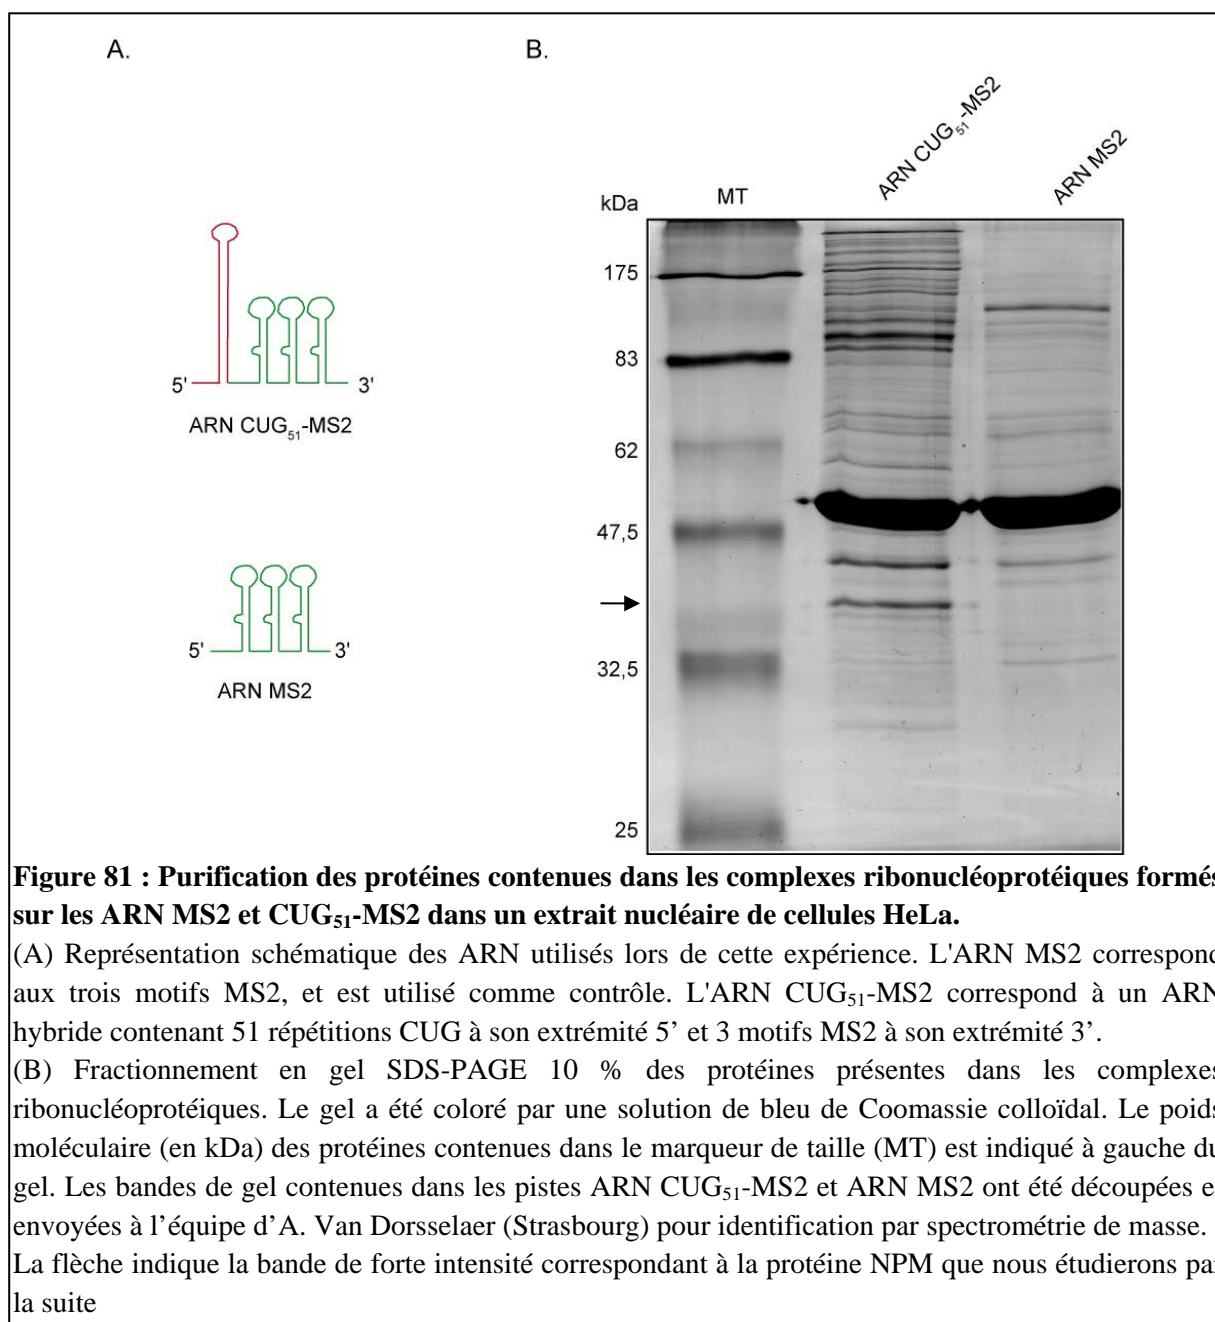 A.
B.
ARN CUG51-MS2
ARN MS2
kDa
MT
175
83
62
47,5
32,5
25
5'
3'
ARN CUG51-MS2
5'
3'
ARN MS2
Figure 81 : Purification des protéines contenues dans les complexes ribonucléoprotéiques formés
sur les ARN MS2 et CUG51-MS2 dans un extrait nucléaire de cellules HeLa.
(A) Représentation schématique des ARN utilisés lors de cette expérience. L'ARN MS2 correspond
aux trois motifs MS2, et est utilisé comme contrôle. L'ARN CUG51-MS2 correspond à un ARN
hybride contenant 51 répétitions CUG à son extrémité 5’ et 3 motifs MS2 à son extrémité 3’.
(B) Fractionnement en gel SDS-PAGE 10 % des protéines présentes dans les complexes
ribonucléoprotéiques. Le gel a été coloré par une solution de bleu de Coomassie colloïdal. Le poids
moléculaire (en kDa) des protéines contenues dans le marqueur de taille (MT) est indiqué à gauche du
gel. Les bandes de gel contenues dans les pistes ARN CUG51-MS2 et ARN MS2 ont été découpées et
envoyées à l’équipe d’A. Van Dorsselaer (Strasbourg) pour identification par spectrométrie de masse.
La flèche indique la bande de forte intensité correspondant à la protéine NPM que nous étudierons par
la suite